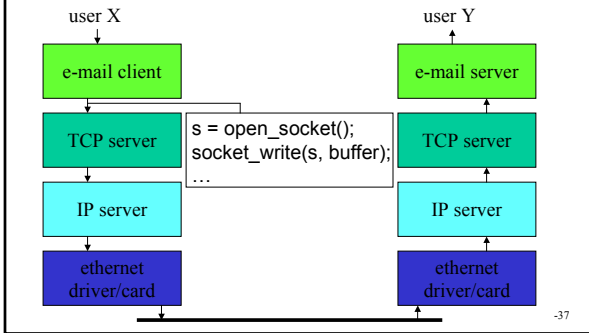 user X
e-mail client
TCP server
IP server
ethernet
driver/card
s = open_socket();
socket_write(s, buffer);
…
user Y
e-mail server
TCP server
IP server
ethernet
driver/card
-37